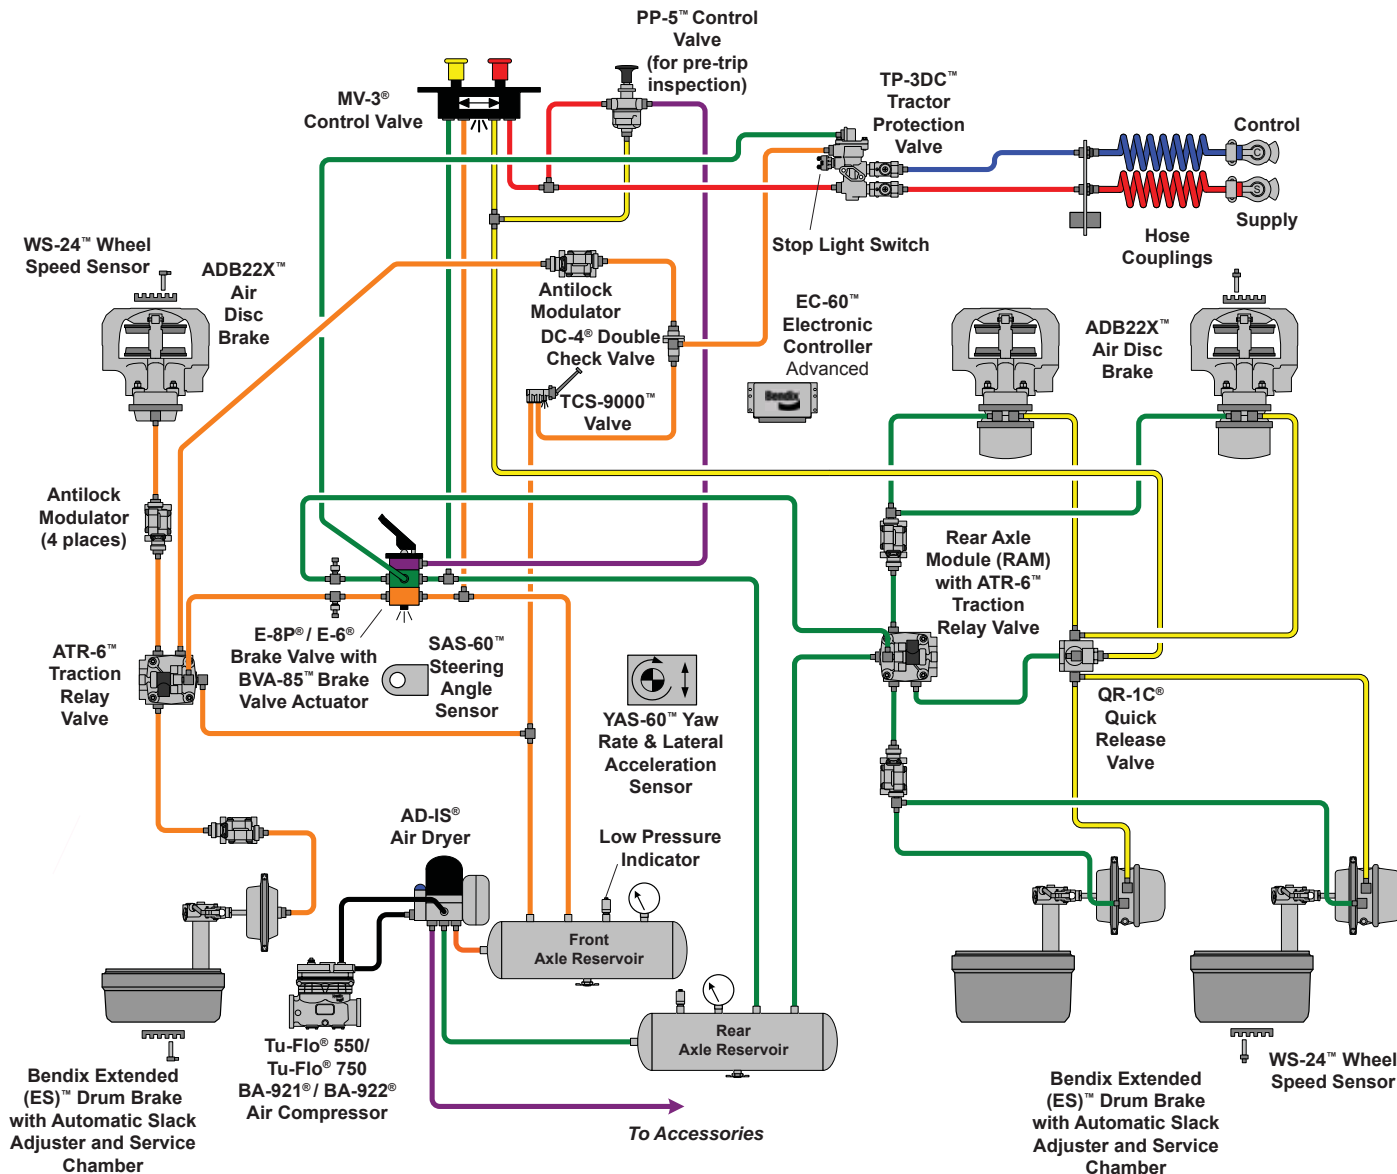 PP-5™ Control
Valve
(for pre-trip
inspection)
MV-3®
Control Valve
TP-3DC™
Tractor
Protection
Valve
Control
Supply
Hose
Couplings
Stop Light Switch
WS-24™ Wheel
Speed Sensor
ADB22X™
Air
Disc
Brake
Antilock
Modulator
DC-4® Double
Check Valve
TCS-9000™
Valve
EC-60™
Electronic
Controller
Advanced
Bendix
ADB22X™
Air Disc
Brake
Antilock
Modulator
(4 places)
Rear Axle
Module (RAM)
with ATR-6™
Traction
Relay Valve
E-8P® / E-6®
Brake Valve with
BVA-85™ Brake
Valve Actuator
SAS-60™
Steering
Angle
Sensor
ATR-6™
Traction
Relay
Valve
YAS-60™ Yaw
Rate & Lateral
Acceleration
Sensor
QR-1C®
Quick
Release
Valve
AD-IS®
Air Dryer
Low Pressure
Indicator
Front
Axle Reservoir
Rear
Axle Reservoir
Tu-Flo® 550/
Tu-Flo® 750
BA-921® / BA-922®
Air Compressor
To Accessories
Bendix Extended
(ES)™ Drum Brake
with Automatic Slack
Adjuster and Service
Chamber
Bendix Extended
(ES)™ Drum Brake
with Automatic Slack
Adjuster and Service
Chamber
WS-24™ Wheel
Speed Sensor